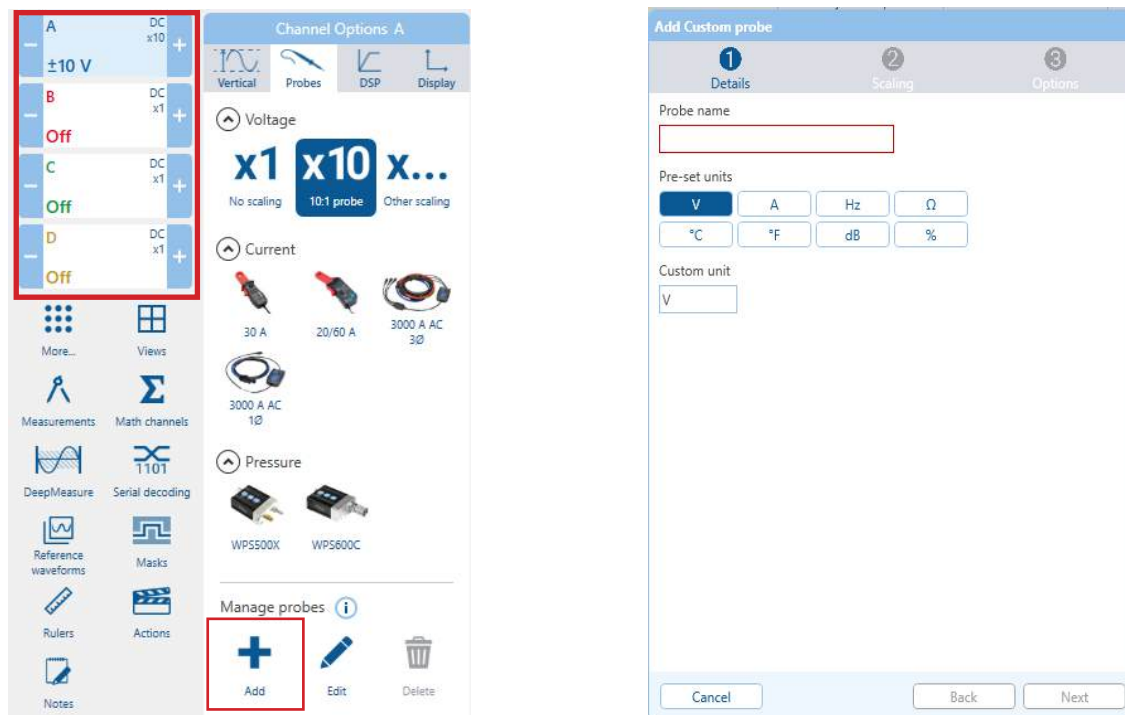 A
DC
x10
±10 V
B
DC
x1
Off
C
DC
x1
Off
D
DC
x1
Off
More...
Views
Measurements
Math channels
DeepMeasure
1101
Serial decoding
Reference
waveforms
Masks
Rulers
Actions
Notes
Channel Options A
Vertical
Probes
DSP
Display
Voltage
x1
x10
x...
No scaling
10:1 probe
Other scaling
Current
30 A
20/60 A
3000 A AC
3Ø
3000 A AC
1Ø
Pressure
WPS500X
WPS600C
Manage probes
i
Add
Edit
Delete
Add Custom probe
1
2
3
Details
Scaling
Options
Probe name
Pre-set units
V
A
Hz
Ω
°C
°F
dB
%
Custom unit
V
Cancel
Back
Next